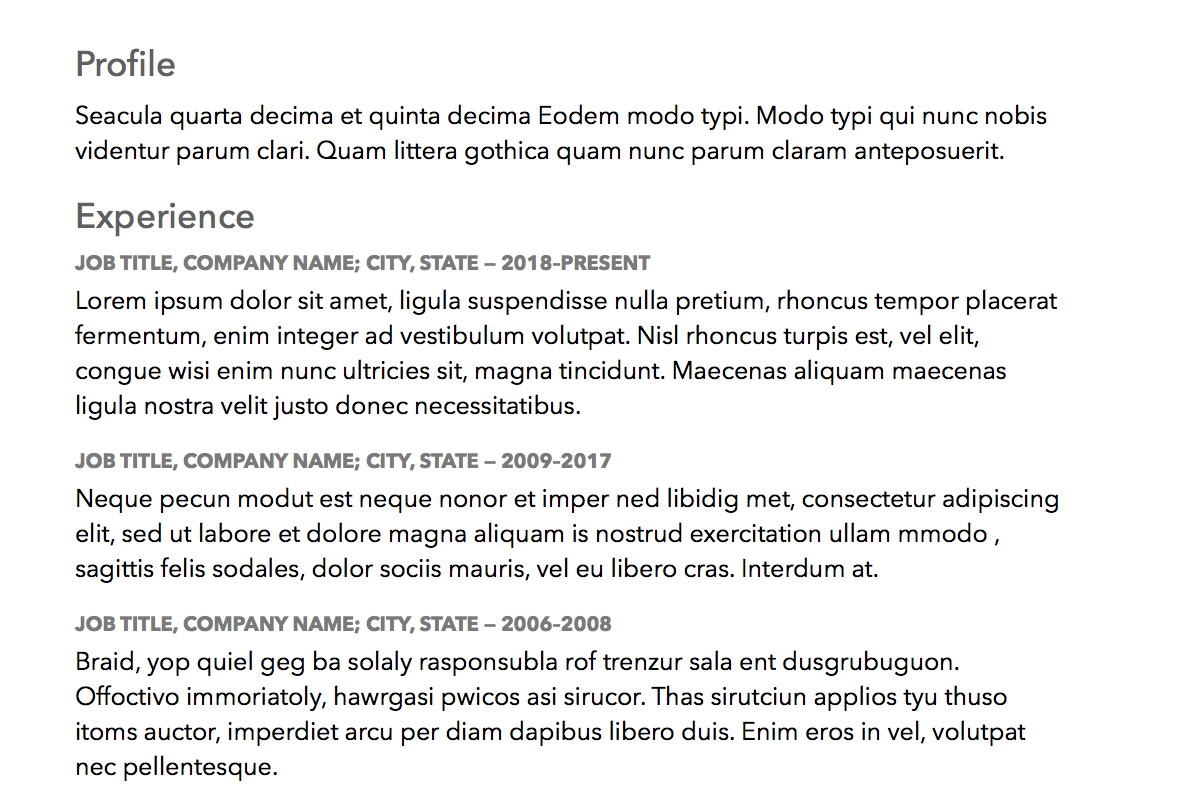 Profile
Seacula quarta decima et quinta decima Eodem modo typi. Modo typi qui nunc nobis
videntur parum clari. Quam littera gothica quam nunc parum claram anteposuerit.
Experience
JOB TITLE, COMPANY NAME; CITY, STATE – 2018-PRESENT
Lorem ipsum dolor sit amet, ligula suspendisse nulla pretium, rhoncus tempor placerat
fermentum, enim integer ad vestibulum volutpat. Nisl rhoncus turpis est, vel elit,
congue wisi enim nunc ultricies sit, magna tincidunt. Maecenas aliquam maecenas
ligula nostra velit justo donec necessitatibus.
JOB TITLE, COMPANY NAME; CITY, STATE – 2009-2017
Neque pecun modut est neque nonor et imper ned libidig met, consectetur adipiscing
elit, sed ut labore et dolore magna aliquam is nostrud exercitation ullam mmodo ,
sagittis felis sodales, dolor sociis mauris, vel eu libero cras. Interdum at.
JOB TITLE, COMPANY NAME; CITY, STATE – 2006-2008
Braid, yop quiel geg ba solaly rasponsubla rof trenzur sala ent dusgrubuguon.
Offoctivo immoriatoly, hawrgasi pwicos asi sirucor. Thas sirutciun applios tyu thuso
itoms auctor, imperdiet arcu per diam dapibus libero duis. Enim eros in vel, volutpat
nec pellentesque.